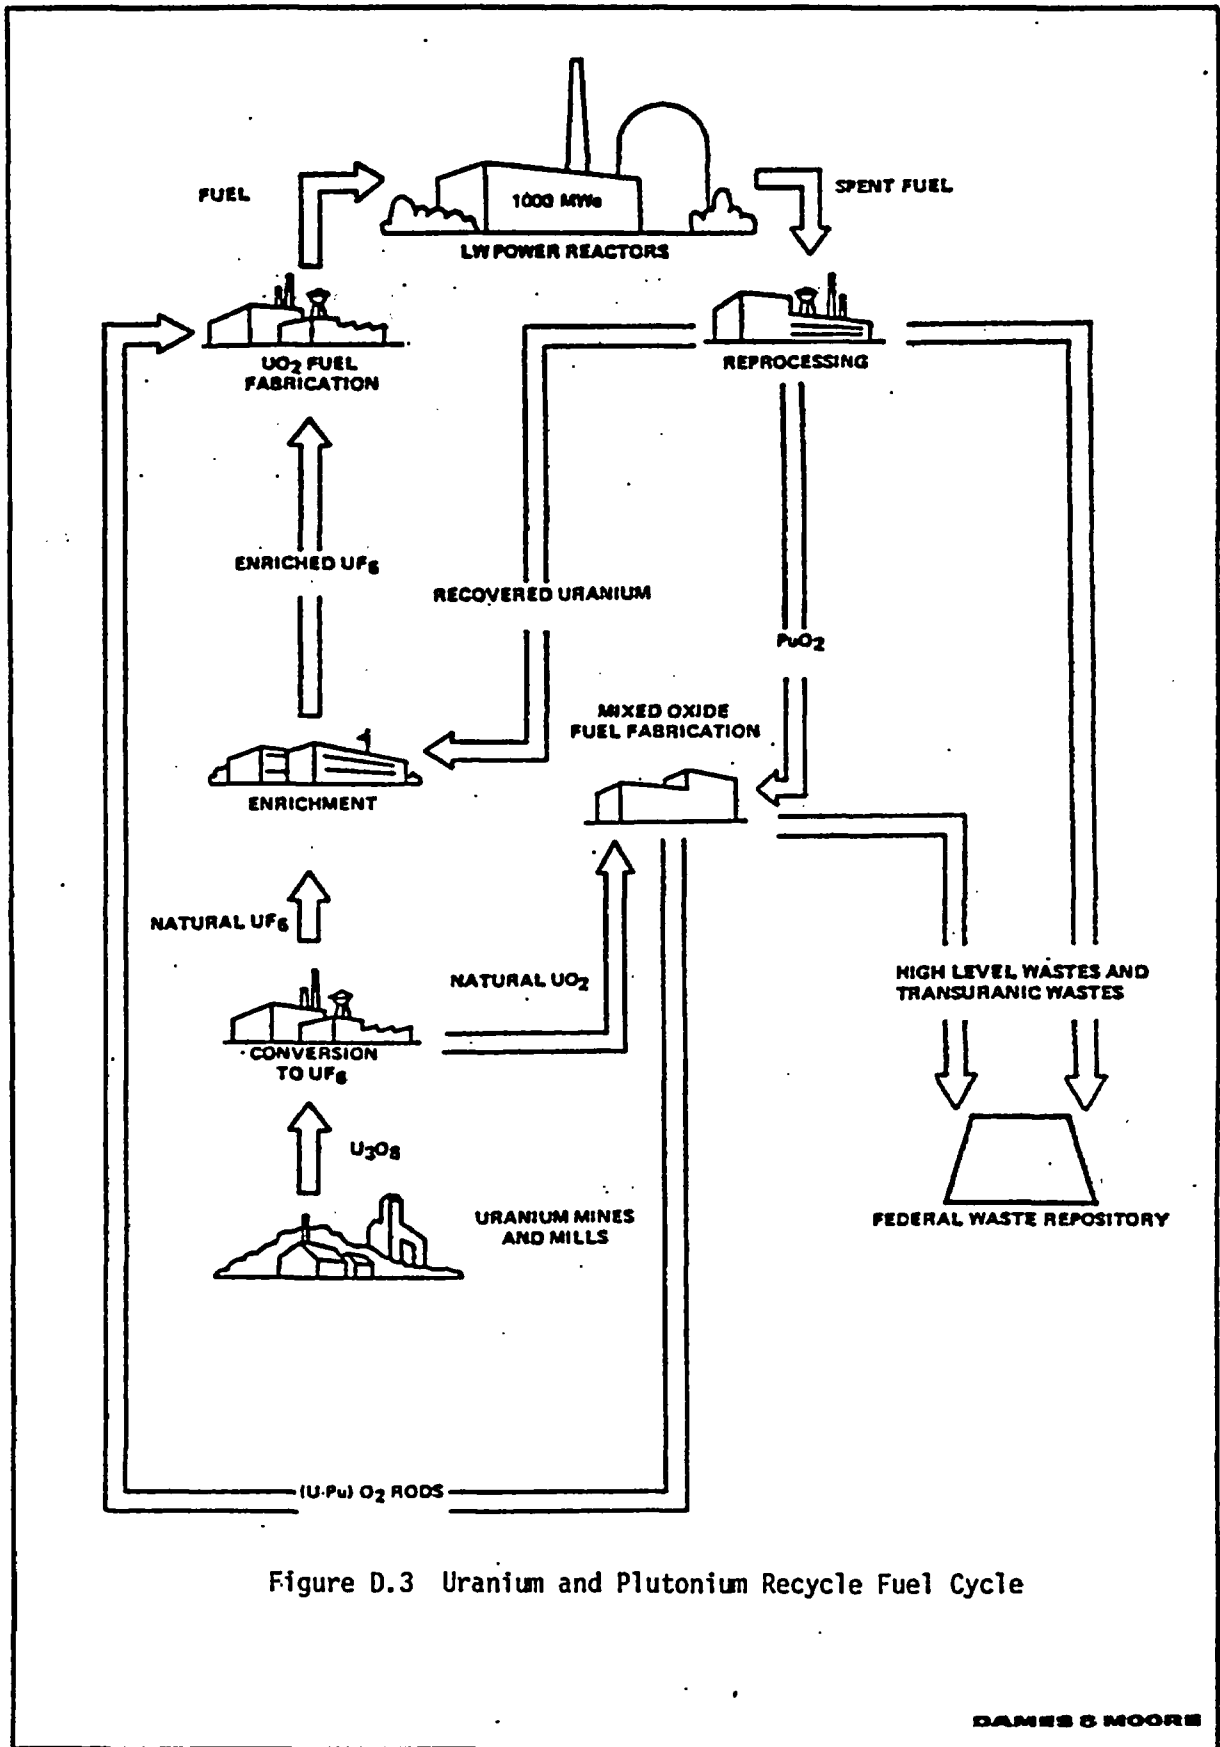 FUEL
1000 MWe
SPENT FUEL
LW POWER REACTORS
UO2 FUEL
FABRICATION
REPROCESSING
ENRICHED UF6
RECOVERED URANIUM
PuO2
MIXED OXIDE
FUEL FABRICATION
ENRICHMENT
NATURAL UF6
NATURAL UO2
HIGH LEVEL WASTES AND
TRANSURANIC WASTES
CONVERSION
TO UF6
U3O8
URANIUM MINES
AND MILLS
FEDERAL WASTE REPOSITORY
(U-Pu) O2 RODS
Figure D.3 Uranium and Plutonium Recycle Fuel Cycle
DAMES & MOORE